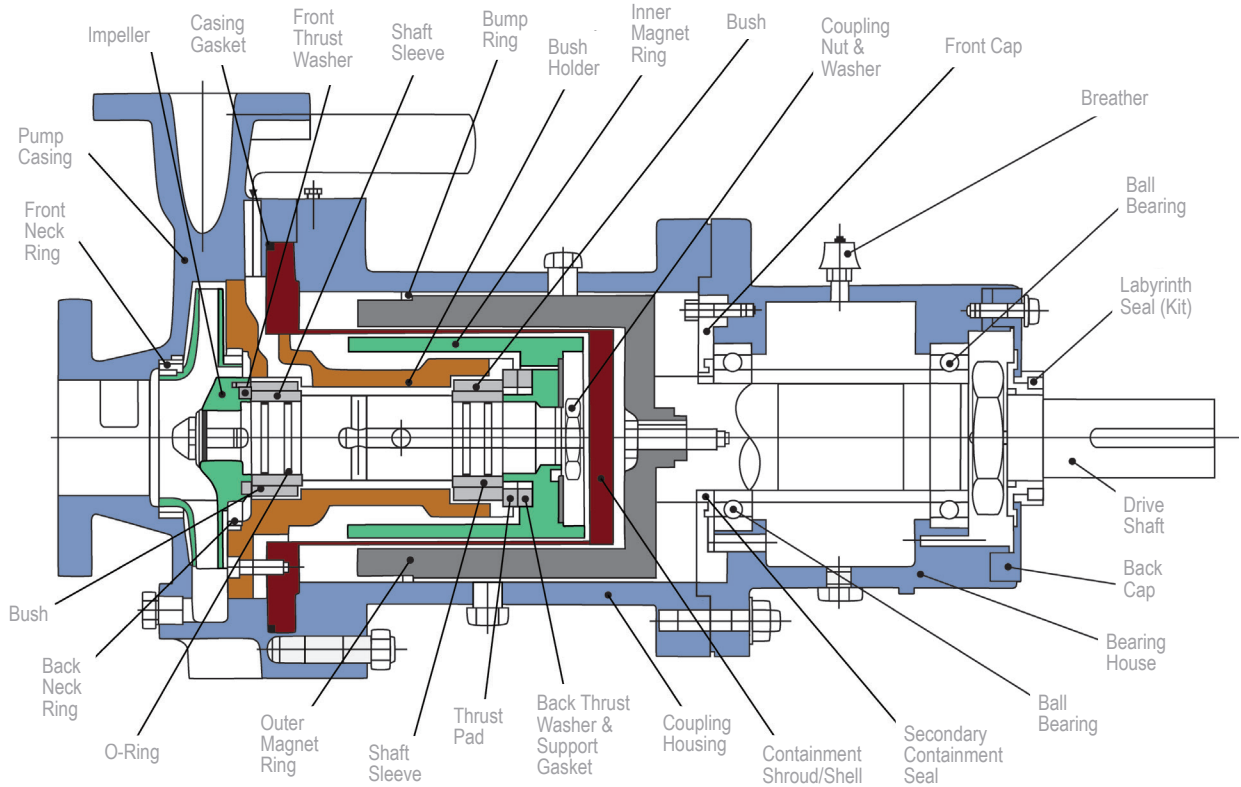 Impeller
Casing
Gasket
Front
Thrust
Washer
Shaft
Sleeve
Bump
Ring
Bush
Holder
Inner
Magnet
Ring
Bush
Coupling
Nut &
Washer
Front Cap
Breather
Pump
Casing
Front
Neck
Ring
Ball
Bearing
Labyrinth
Seal (Kit)
Drive
Shaft
Back
Cap
Bearing
House
Ball
Bearing
Secondary
Containment
Seal
Containment
Shroud/Shell
Coupling
Housing
Back Thrust
Washer &
Support
Gasket
Thrust
Pad
Shaft
Sleeve
Outer
Magnet
Ring
O-Ring
Back
Neck
Ring
Bush